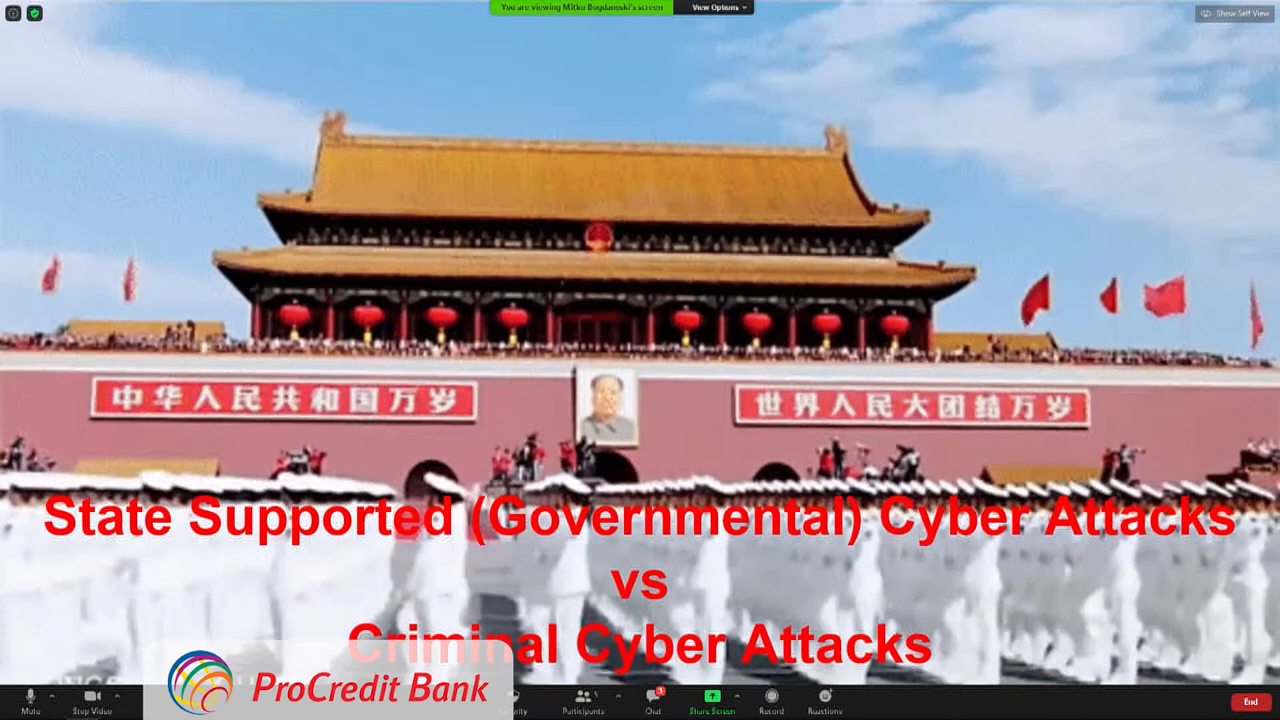 You are viewing Mitko Bogdanoski's screen
View Options
Show Self View
中华人民共和国万岁
世界人民大团结万岁
State Supported (Governmental) Cyber Attacks
vs
Criminal Cyber Attacks
ProCredit Bank
Mute
Stop Video
Participants
5
Chat
3
Share Screen
Record
Reactions
End